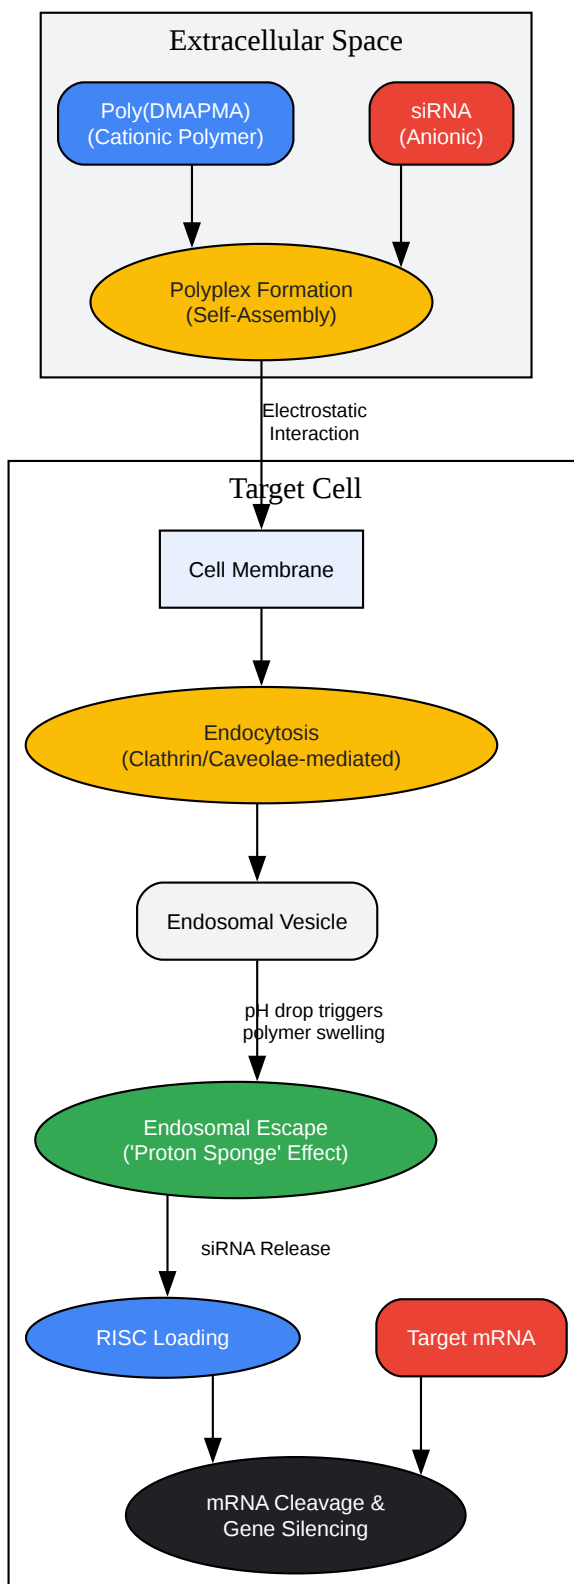 Extracellular Space
Poly(DMAPMA)
(Cationic Polymer)
siRNA
(Anionic)
Polyplex Formation
(Self-Assembly)
Electrostatic
Interaction
Target Cell
Cell Membrane
Endocytosis
(Clathrin/Caveolae-mediated)
Endosomal Vesicle
pH drop triggers
polymer swelling
Endosomal Escape
('Proton Sponge' Effect)
siRNA Release
RISC Loading
Target mRNA
mRNA Cleavage &
Gene Silencing